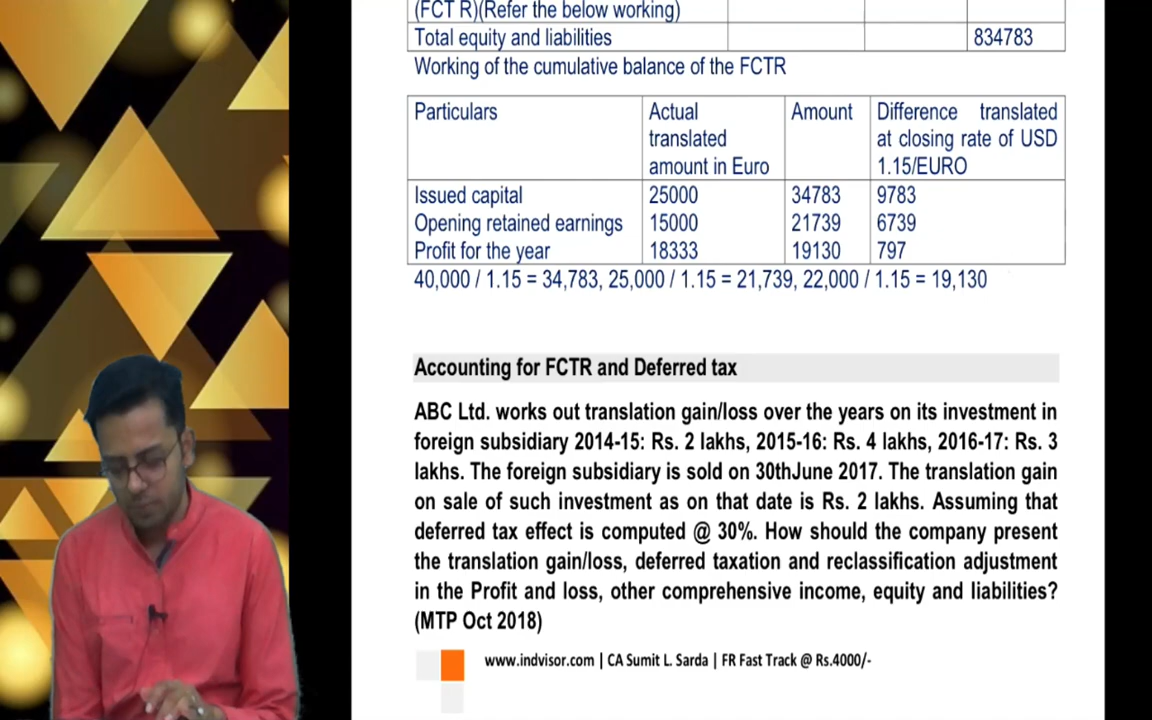 (FCT R)(Refer the below working)
Total equity and liabilities 834783
Working of the cumulative balance of the FCTR
Particulars Actual translated amount in Euro Amount Difference translated at closing rate of USD 1.15/EURO
Issued capital 25000 34783 9783
Opening retained earnings 15000 21739 6739
Profit for the year 18333 19130 797
40,000 / 1.15 = 34,783, 25,000 / 1.15 = 21,739, 22,000 / 1.15 = 19,130
Accounting for FCTR and Deferred tax
ABC Ltd. works out translation gain/loss over the years on its investment in
foreign subsidiary 2014-15: Rs. 2 lakhs, 2015-16: Rs. 4 lakhs, 2016-17: Rs. 3
lakhs. The foreign subsidiary is sold on 30thJune 2017. The translation gain
on sale of such investment as on that date is Rs. 2 lakhs. Assuming that
deferred tax effect is computed @ 30%. How should the company present
the translation gain/loss, deferred taxation and reclassification adjustment
in the Profit and loss, other comprehensive income, equity and liabilities?
(MTP Oct 2018)
www.indvisor.com | CA Sumit L. Sarda | FR Fast Track @ Rs.4000/-